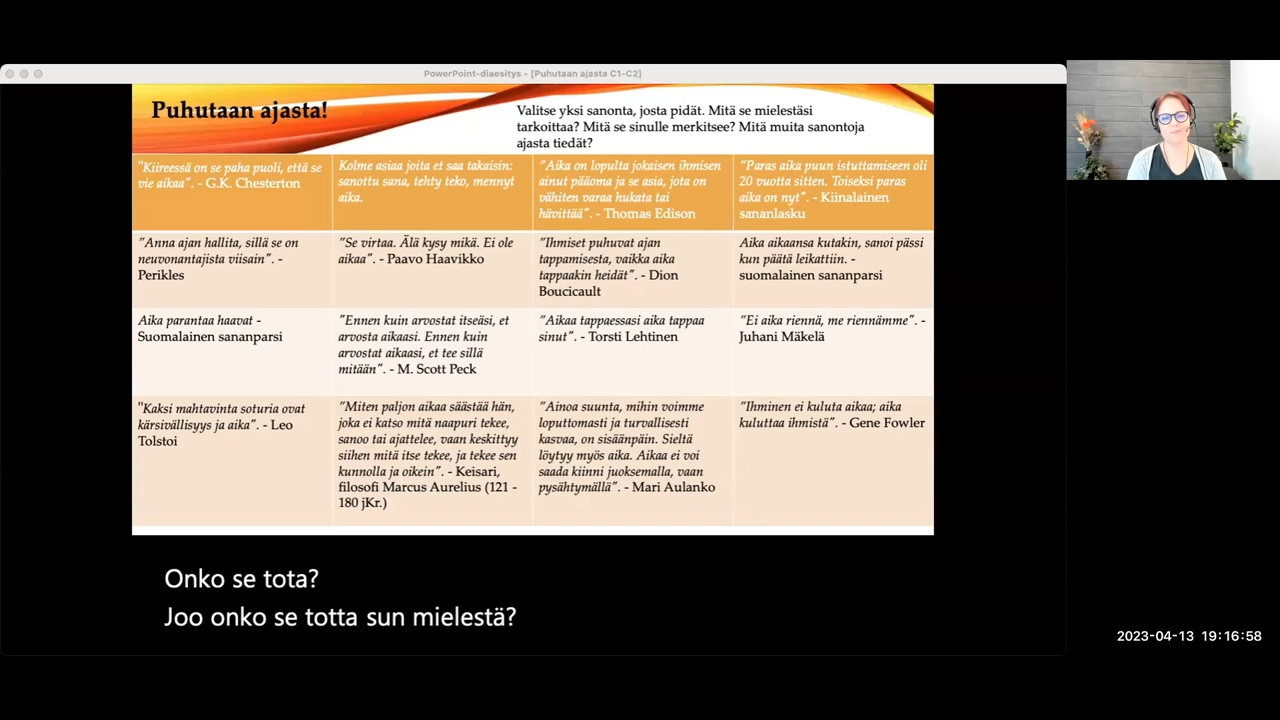 PowerPoint-diaesitys - [Puhutaan ajasta C1-C2]
Puhutaan ajasta!
Valitse yksi sanonta, josta pidät. Mitä se mielestäsi
tarkoittaa? Mitä se sinulle merkitsee? Mitä muita sanontoja
ajasta tiedät?
"Kiireessä on se paha puoli, että se
vie aikaa". - G.K. Chesterton
Kolme asiaa joita et saa takaisin:
sanottu sana, tehty teko, mennyt
aika.
"Aika on lopulta jokaisen ihmisen
ainut pääoma ja se asia, jota on
vähiten varaa hukata tai
hävittää". - Thomas Edison
"Paras aika puun istuttamiseen oli
20 vuotta sitten. Toiseksi paras
aika on nyt". - Kiinalainen
sananlasku
"Anna ajan hallita, sillä se on
neuvonantajista viisain". -
Perikles
"Se virtaa. Älä kysy mikä. Ei ole
aikaa". - Paavo Haavikko
"Ihmiset puhuvat ajan
tappamisesta, vaikka aika
tappaakin heidät". - Dion
Boucicault
Aika aikaansa kutakin, sanoi pässi
kun päätä leikattiin. -
suomalainen sananparsi
Aika parantaa haavat -
Suomalainen sananparsi
"Ennen kuin arvostat itseäsi, et
arvosta aikaasi. Ennen kuin
arvostat aikaasi, et tee sillä
mitään". - M. Scott Peck
"Aikaa tappaessasi aika tappaa
sinut". - Torsti Lehtinen
"Ei aika riennä, me riennämme". -
Juhani Mäkelä
"Kaksi mahtavinta soturia ovat
kärsivällisyys ja aika". - Leo
Tolstoi
"Miten paljon aikaa säästää hän,
joka ei katso mitä naapuri tekee,
sanoo tai ajattelee, vaan keskittyy
siihen mitä itse tekee, ja tekee sen
kunnolla ja oikein". - Keisari,
filosofi Marcus Aurelius (121 -
180 jKr.)
"Ainoa suunta, mihin voimme
loputtomasti ja turvallisesti
kasvaa, on sisäänpäin. Sieltä
löytyy myös aika. Aikaa ei voi
saada kiinni juoksemalla, vaan
pysähtymällä". - Mari Aulanko
"Ihminen ei kuluta aikaa; aika
kuluttaa ihmistä". - Gene Fowler
Onko se tota?
Joo onko se totta sun mielestä?
2023-04-13 19:16:58